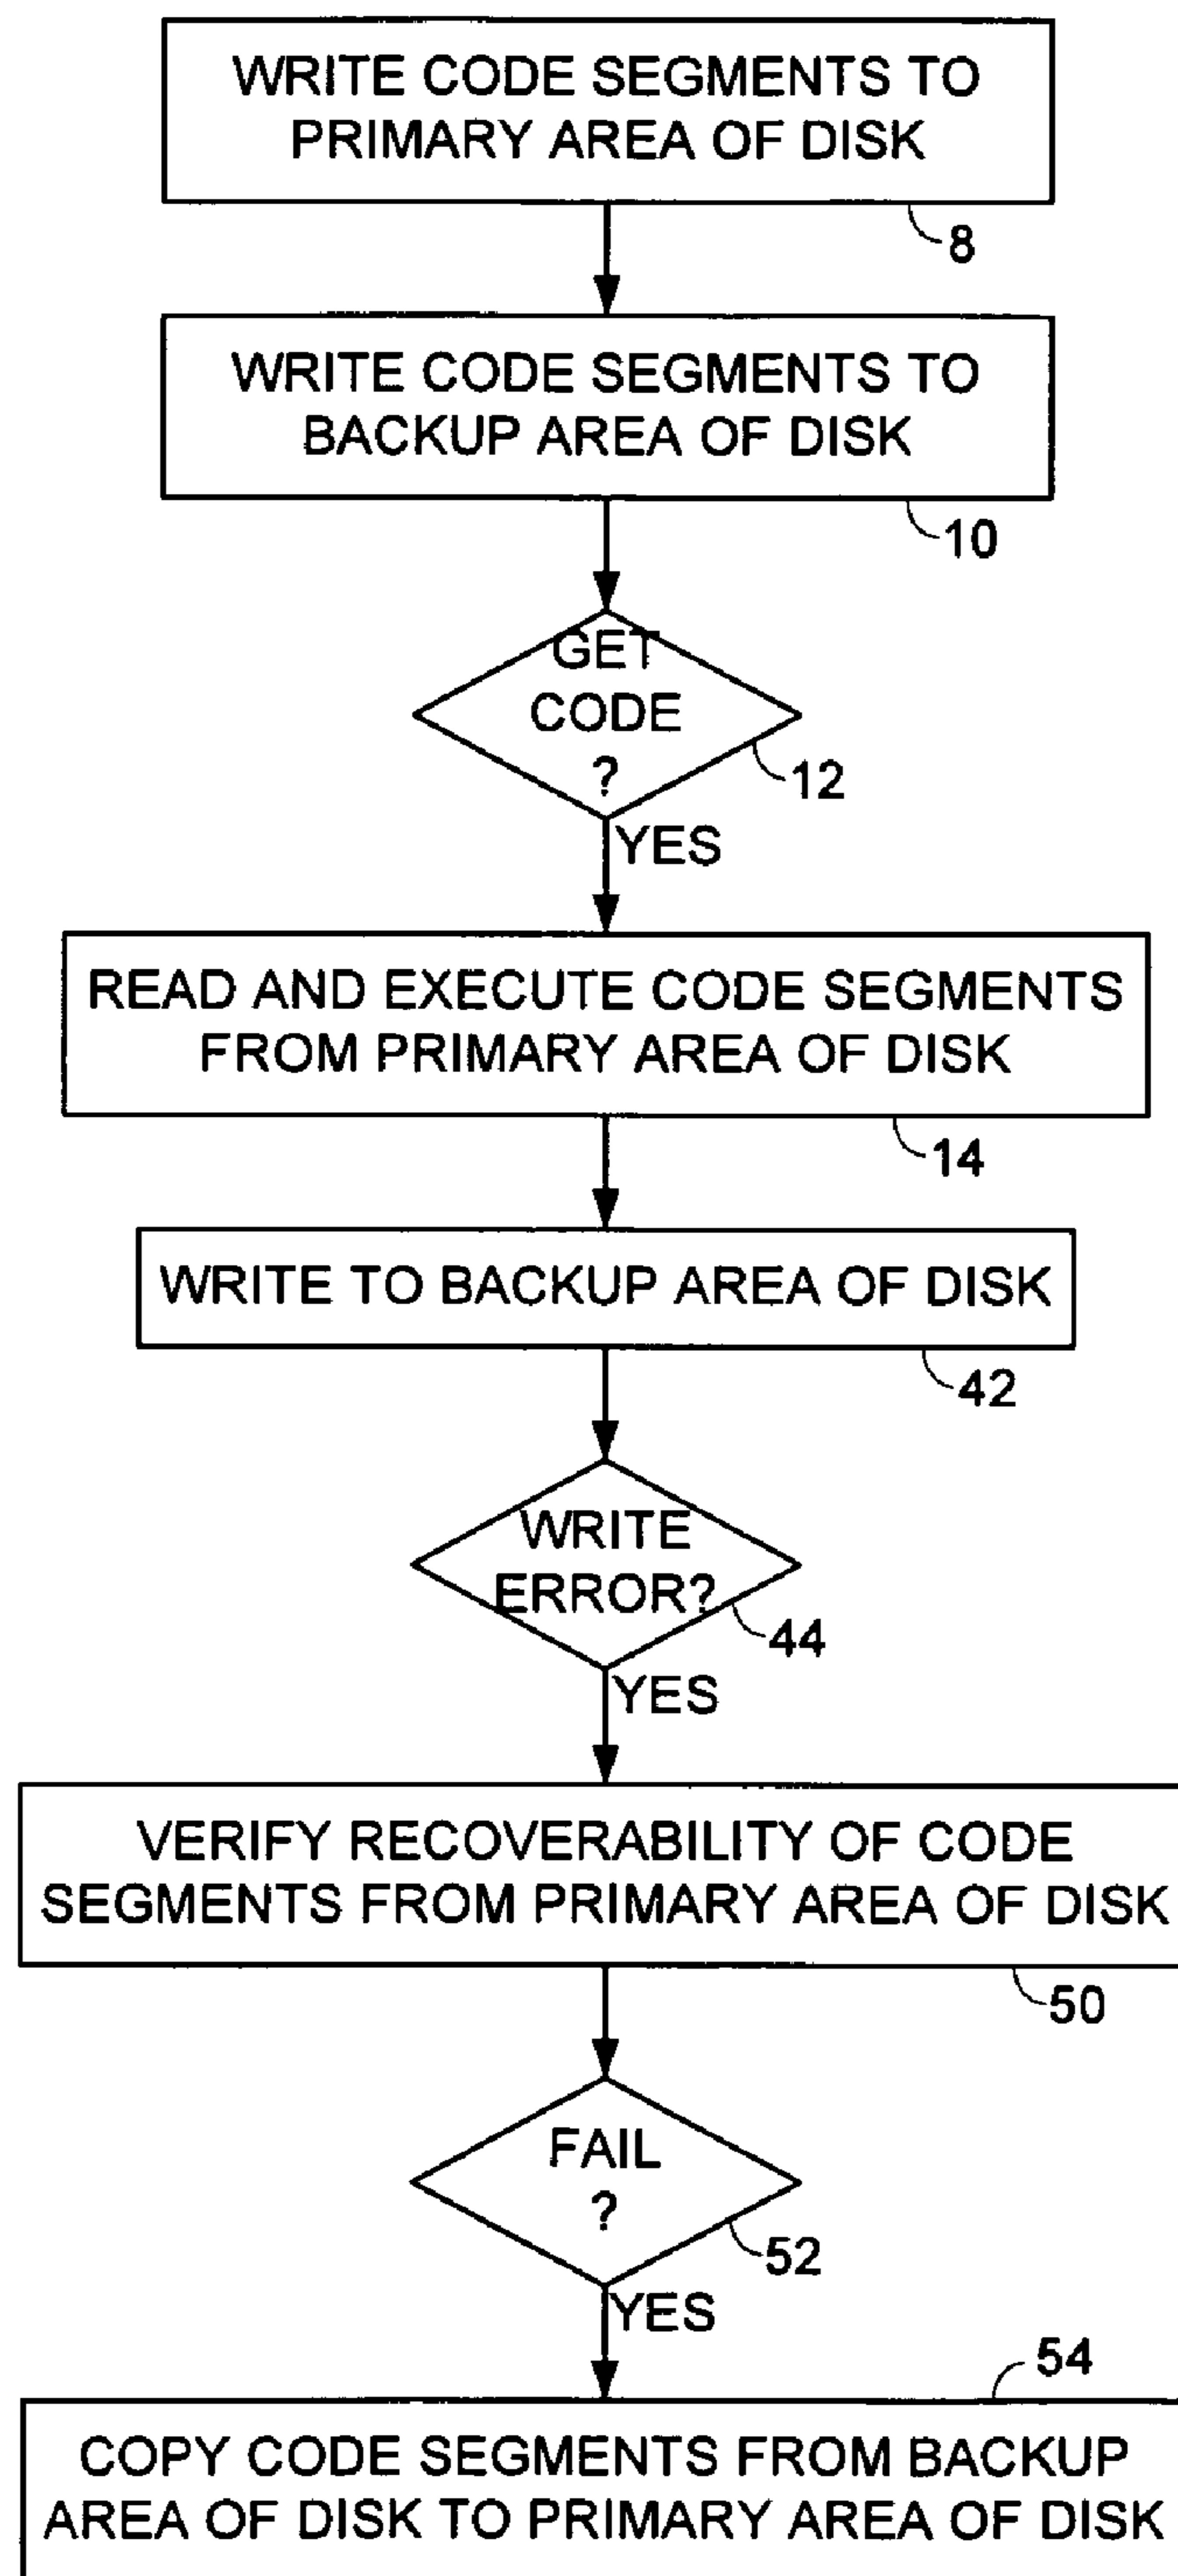 WRITE CODE SEGMENTS TO
PRIMARY AREA OF DISK
8
WRITE CODE SEGMENTS TO
BACKUP AREA OF DISK
10
GET
CODE
?
12
YES
READ AND EXECUTE CODE SEGMENTS
FROM PRIMARY AREA OF DISK
14
WRITE TO BACKUP AREA OF DISK
42
WRITE
ERROR?
44
YES
VERIFY RECOVERABILITY OF CODE
SEGMENTS FROM PRIMARY AREA OF DISK
50
FAIL
?
52
YES
54
COPY CODE SEGMENTS FROM BACKUP
AREA OF DISK TO PRIMARY AREA OF DISK